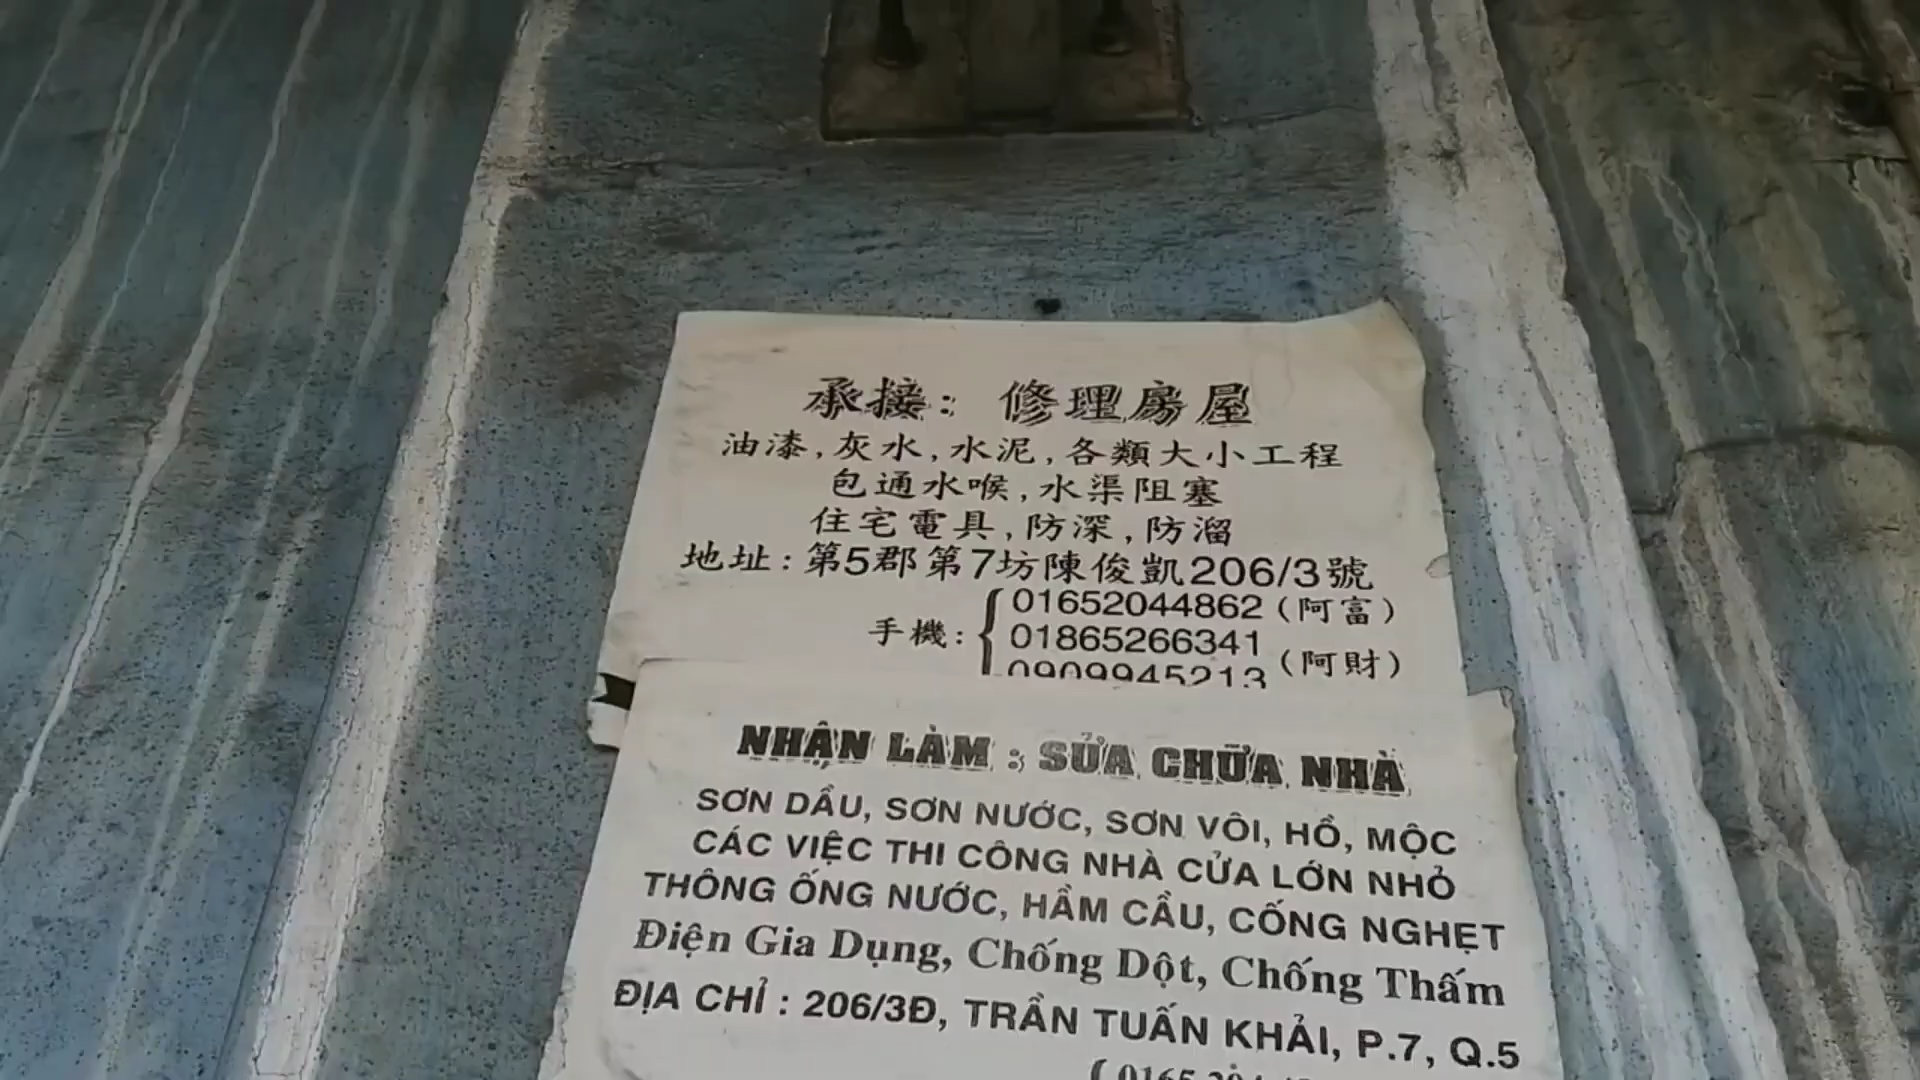 承接: 修理房屋
油漆,灰水,水泥,各類大小工程
包通水喉,水渠阻塞
住宅電具,防深,防溜
地址:第5郡第7坊陳俊凱206/3號
手機:
01652044862(阿富)
01865266341
0909945213
(阿財)
NHẬN LÀM : SỬA CHỮA NHÀ
SƠN DẦU, SƠN NƯỚC, SƠN VÔI, HỒ, MỘC
CÁC VIỆC THI CÔNG NHÀ CỬA LỚN NHỎ
THÔNG ỐNG NƯỚC, HẦM CẦU, CỐNG NGHẸT
Điện Gia Dụng, Chống Dột, Chống Thấm
ĐỊA CHỈ : 206/3Đ, TRẦN TUẤN KHẢI, P.7, Q.5